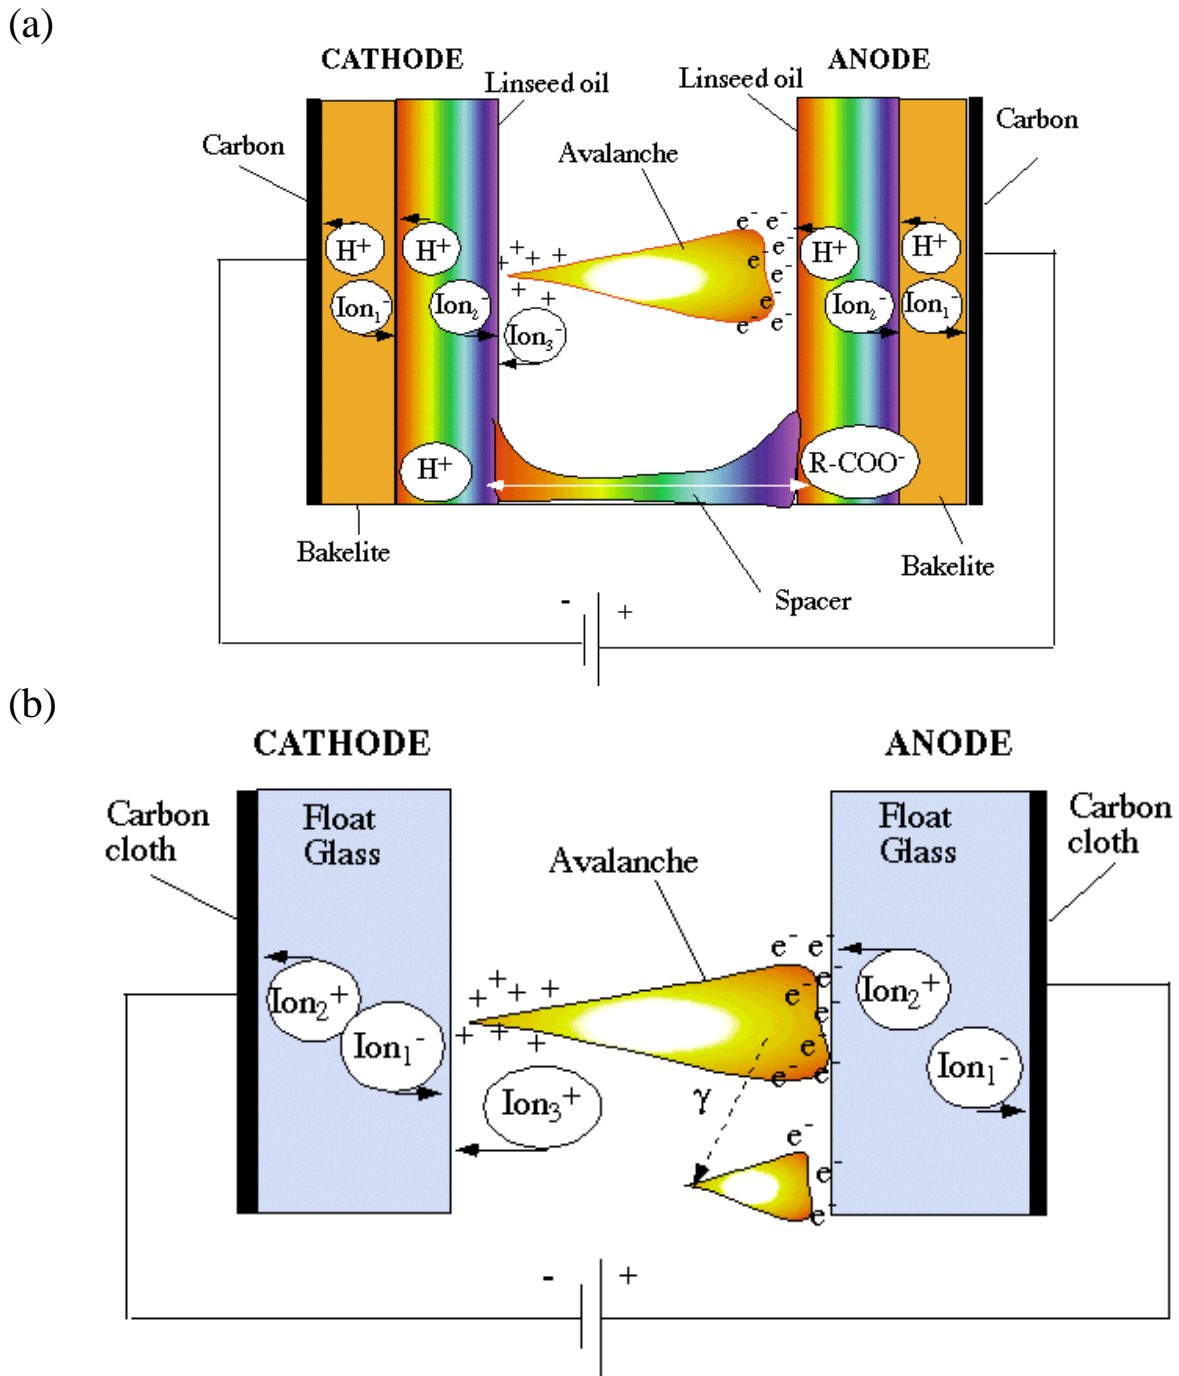 (a)
CATHODE
ANODE
Linseed oil
Linseed oil
Carbon
Avalanche
Carbon
e⁻ e⁻
e⁻
e⁻
e⁻
e
e⁻ e⁻
+ + + +
+ + +
H⁺
H⁺
H⁺
H⁺
Ion₁⁻
Ion₂⁻
Ion₃⁻
Ion₂⁻
Ion₁⁻
H⁺
R-COO⁻
Bakelite
Bakelite
Spacer
- +
(b)
CATHODE
ANODE
Carbon
cloth
Float
Glass
Avalanche
Float
Glass
Carbon
cloth
e⁻ e⁻
e⁻
e⁻
e⁻
e⁻
e⁻ e⁻
+ + + +
+ + +
Ion₂⁺
Ion₁⁻
Ion₃⁺
Ion₂⁺
Ion₁⁻
γ
e⁻
e⁻
e⁻
- +